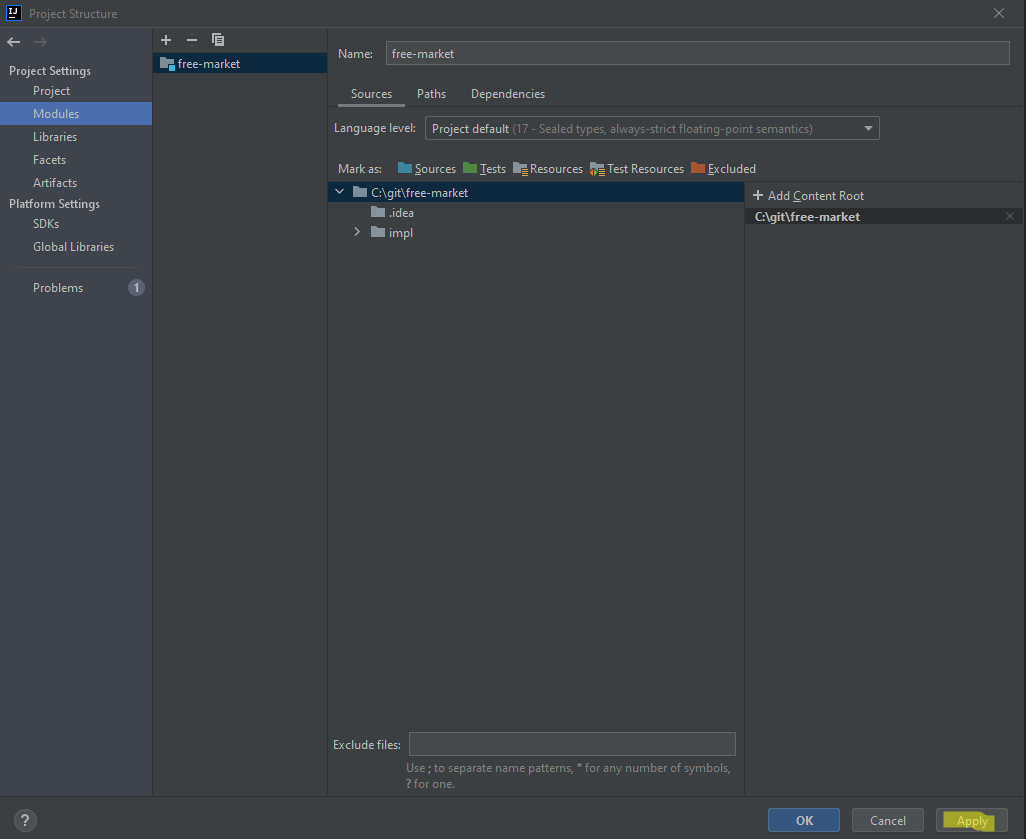 IJ
Project Structure
Project Settings
Project
Modules
Libraries
Facets
Artifacts
Platform Settings
SDKs
Global Libraries
Problems 1
free-market
Name: free-market
Sources Paths Dependencies
Language level: Project default (17 - Sealed types, always-strict floating-point semantics)
Mark as: Sources Tests Resources Test Resources Excluded
C:\git\free-market
.idea
impl
+ Add Content Root
C:\git\free-market
Exclude files:
Use ; to separate name patterns, * for any number of symbols,
? for one.
?
OK Cancel Apply